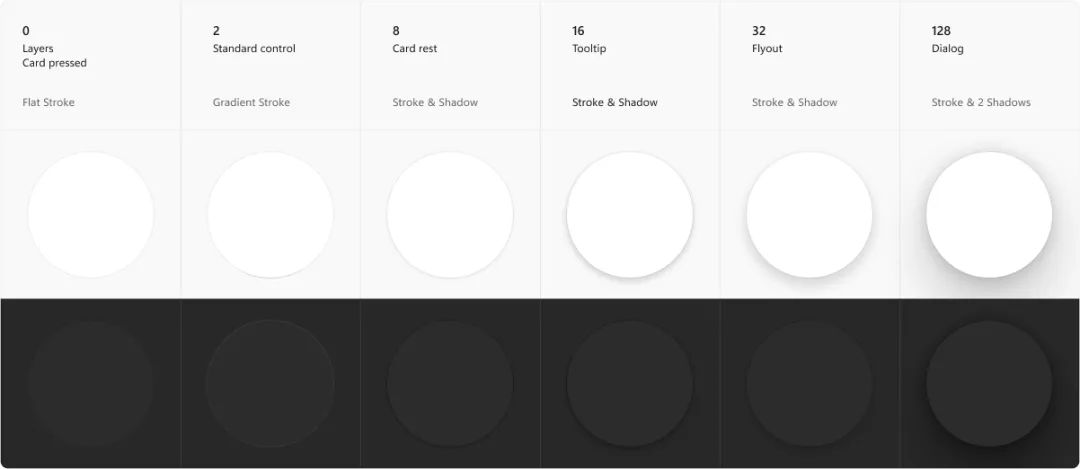 0
Layers
Card pressed
Flat Stroke
2
Standard control
Gradient Stroke
8
Card rest
Stroke & Shadow
16
Tooltip
Stroke & Shadow
32
Flyout
Stroke & Shadow
128
Dialog
Stroke & 2 Shadows